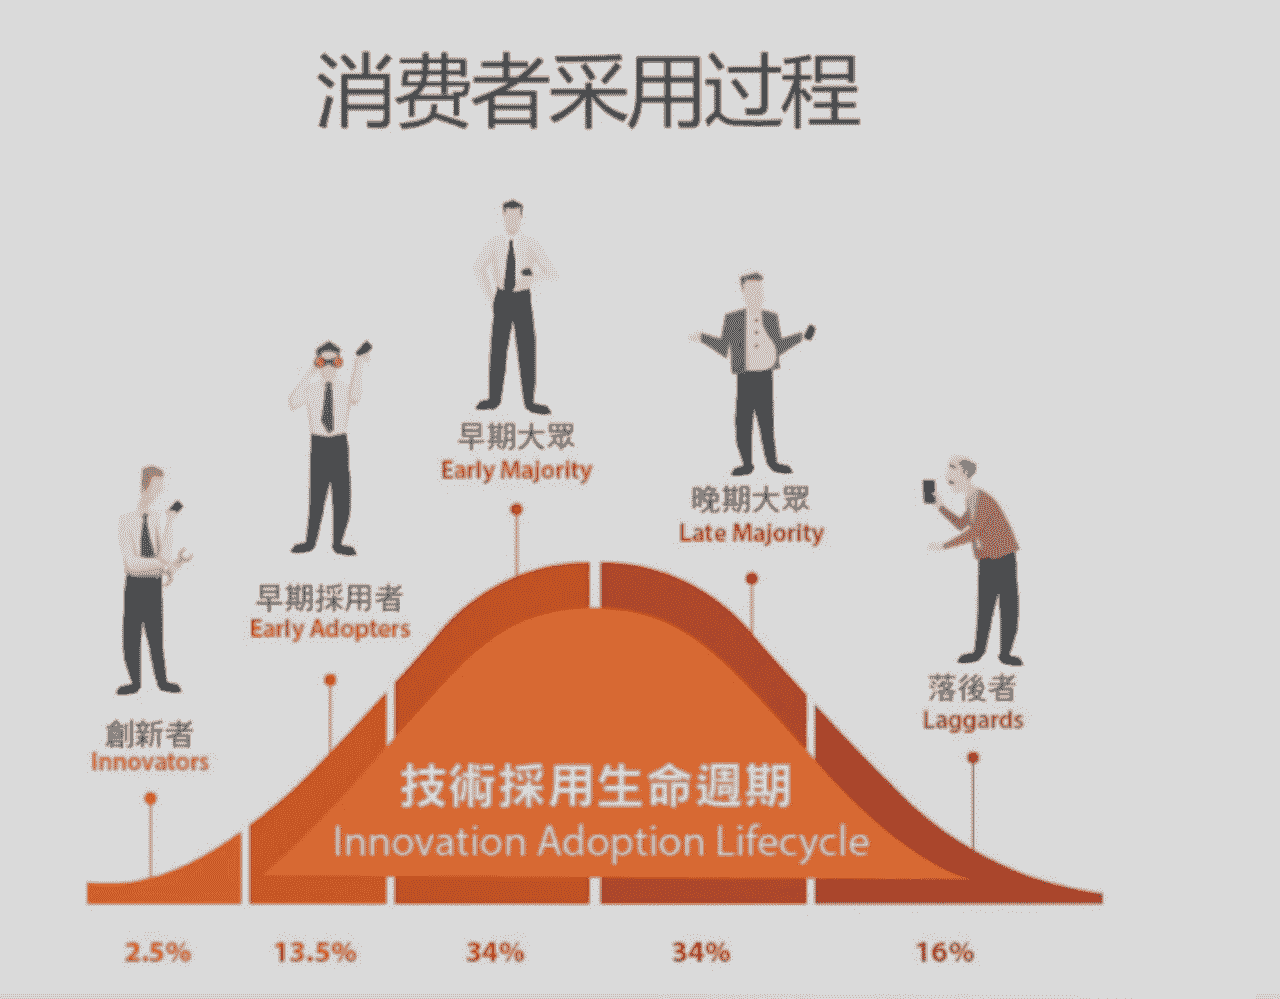 消费者采用过程
早期大眾
Early Majority
晚期大眾
Late Majority
早期採用者
Early Adopters
落後者
Laggards
創新者
Innovators
技術採用生命週期
Innovation Adoption Lifecycle
2.5% 13.5% 34% 34% 16%